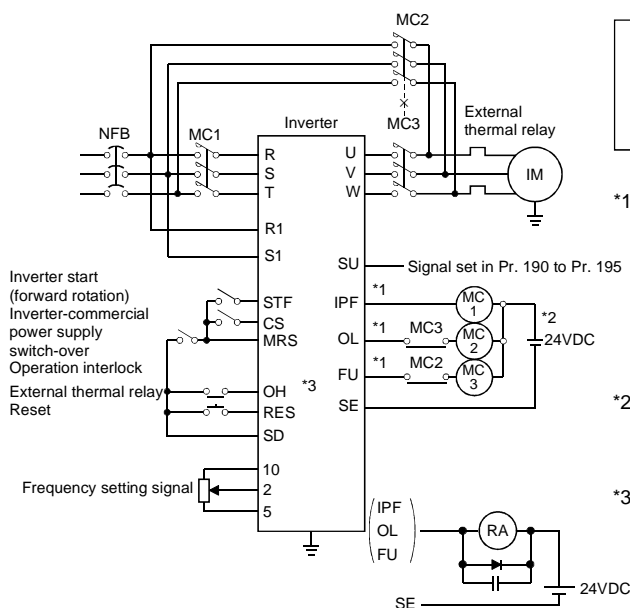 MC2
External
thermal relay
NFB
MC1
Inverter
MC3
R
S
T
U
V
W
IM
R1
S1
*1
SU
Signal set in Pr. 190 to Pr. 195
Inverter start
(forward rotation)
Inverter-commercial
power supply
switch-over
Operation interlock
External thermal relay
Reset
STF
CS
MRS
OH
RES
SD
*3
IPF
*1
MC
1
OL
*1
MC3
MC
2
FU
*1
MC2
MC
3
SE
*2
24VDC
*2
Frequency setting signal
10
2
5
*3
IPF
OL
FU
RA
24VDC
SE